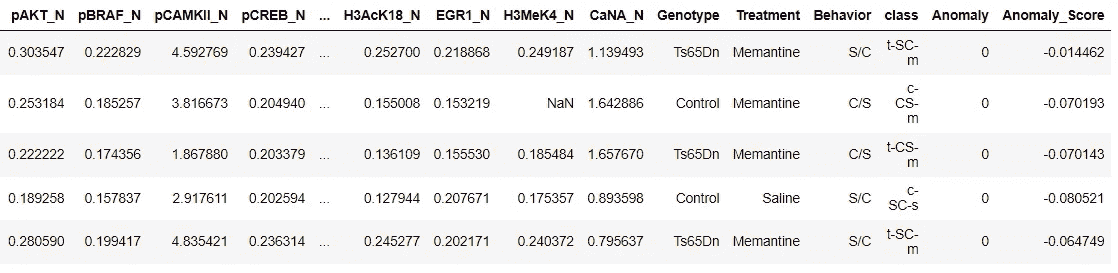 pAKT_N pBRAF_N pCAMKII_N pCREB_N ... H3AcK18_N EGR1_N H3MeK4_N CaNA_N Genotype Treatment Behavior class Anomaly Anomaly_Score
0.303547 0.222829 4.592769 0.239427 ... 0.252700 0.218868 0.249187 1.139493 Ts65Dn Memantine S/C t-SC-
m 0 -0.014462
0.253184 0.185257 3.816673 0.204940 ... 0.155008 0.153219 NaN 1.642886 Control Memantine C/S c-
CS-
m 0 -0.070193
0.222222 0.174356 1.867880 0.203379 ... 0.136109 0.155530 0.185484 1.657670 Ts65Dn Memantine C/S t-CS-
m 0 -0.070143
0.189258 0.157837 2.917611 0.202594 ... 0.127944 0.207671 0.175357 0.893598 Control Saline S/C c-
SC-s 0 -0.080521
0.280590 0.199417 4.835421 0.236314 ... 0.245277 0.202171 0.240372 0.795637 Ts65Dn Memantine S/C t-SC-
m 0 -0.064749